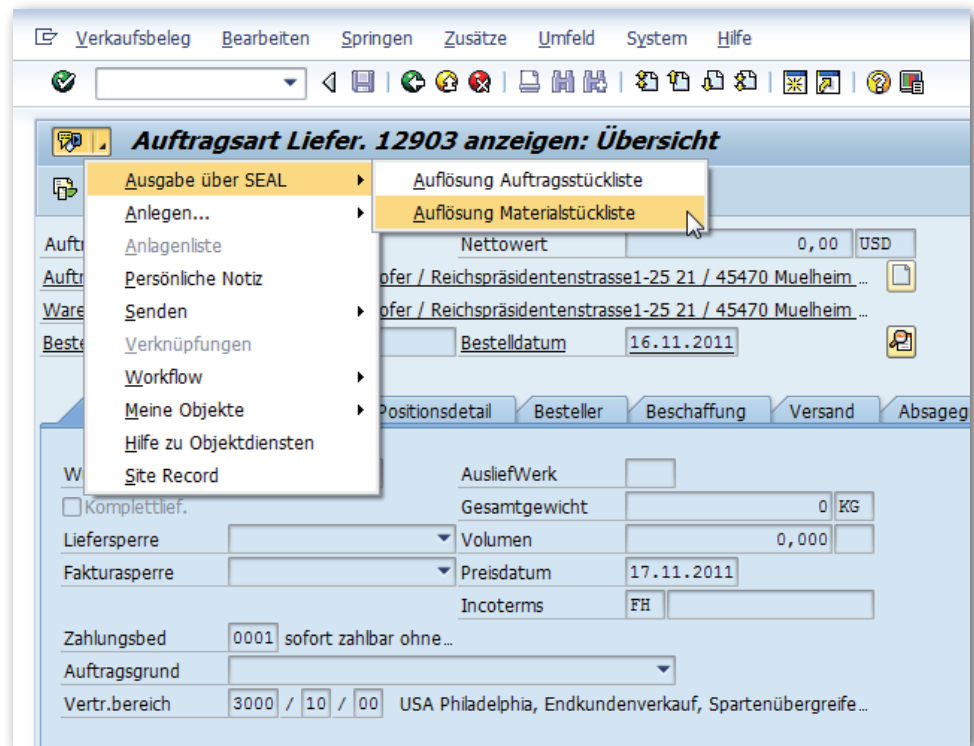 Verkaufsbeleg Bearbeiten Springen Zusätze Umfeld System Hilfe
Auftragsart Liefer. 12903 anzeigen: Übersicht
Ausgabe über SEAL
Auflösung Auftragsstückliste
Anlegen...
Auflösung Materialstückliste
Anlagenliste
Nettowert 0,00 USD
Persönliche Notiz
ofer / Reichspräsidentenstrasse1-25 21 / 45470 Muelheim ...
Senden
ofer / Reichspräsidentenstrasse1-25 21 / 45470 Muelheim ...
Verknüpfungen
Bestelldatum 16.11.2011
Workflow
Meine Objekte
Positionsdetail Besteller Beschaffung Versand Absageg
Hilfe zu Objektdiensten
Site Record
AusliefWerk
Komplettlief. Gesamtgewicht 0 KG
Liefersperre Volumen 0,000
Fakturasperre Preisdatum 17.11.2011
Incoterms FH
Zahlungsbed 0001 sofort zahlbar ohne...
Auftragsgrund
Vertr.bereich 3000 / 10 / 00 USA Philadelphia, Endkundenverkauf, Spartenübergreife...